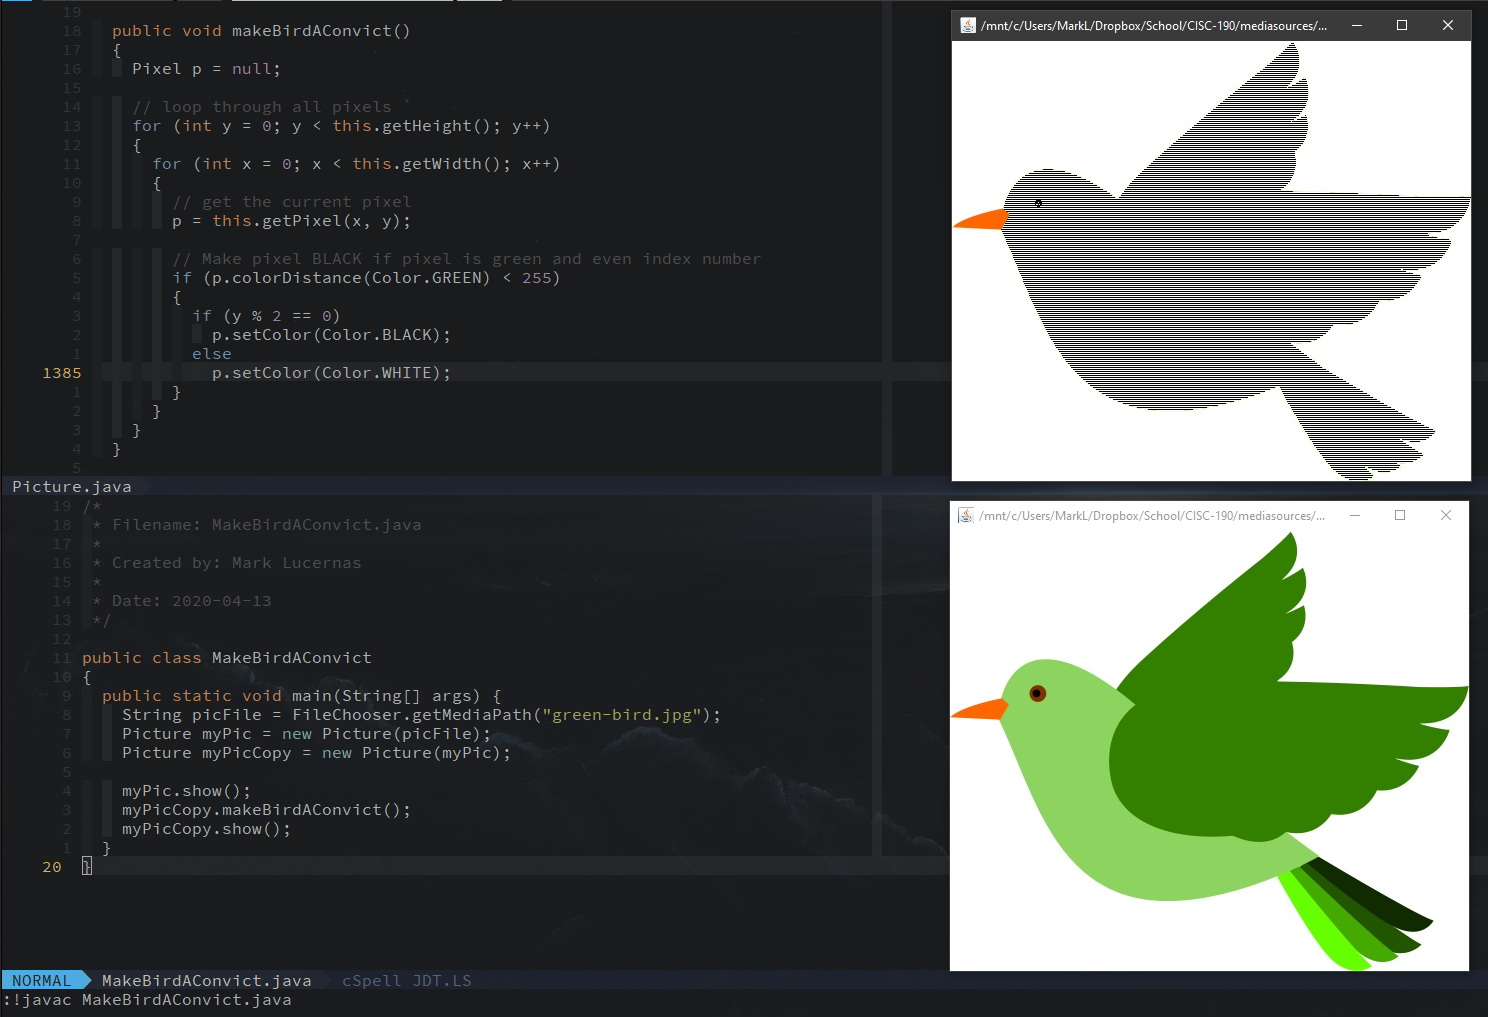 19
18 public void makeBirdAConvict()
17 {
16 Pixel p = null;
15
14 // loop through all pixels
13 for (int y = 0; y < this.getHeight(); y++)
12 {
11 for (int x = 0; x < this.getWidth(); x++)
10 {
9 // get the current pixel
8 p = this.getPixel(x, y);
7
6 // Make pixel BLACK if pixel is green and even index number
5 if (p.colorDistance(Color.GREEN) < 255)
4 {
3 if (y % 2 == 0)
2 p.setColor(Color.BLACK);
1 else
1385 p.setColor(Color.WHITE);
1 }
2 }
3 }
4 }
5
Picture.java
19 /*
18 * Filename: MakeBirdAConvict.java
17 *
16 * Created by: Mark Lucernas
15 *
14 * Date: 2020-04-13
13 */
12
11 public class MakeBirdAConvict
10 {
9 public static void main(String[] args) {
8 String picFile = FileChooser.getMediaPath("green-bird.jpg");
7 Picture myPic = new Picture(picFile);
6 Picture myPicCopy = new Picture(myPic);
5
4 myPic.show();
3 myPicCopy.makeBirdAConvict();
2 myPicCopy.show();
1 }
20 }
NORMAL MakeBirdAConvict.java cSpell JDT.LS
:!javac MakeBirdAConvict.java
/mnt/c/Users/MarkL/Dropbox/School/CISC-190/mediasources/...
/mnt/c/Users/MarkL/Dropbox/School/CISC-190/mediasources/...